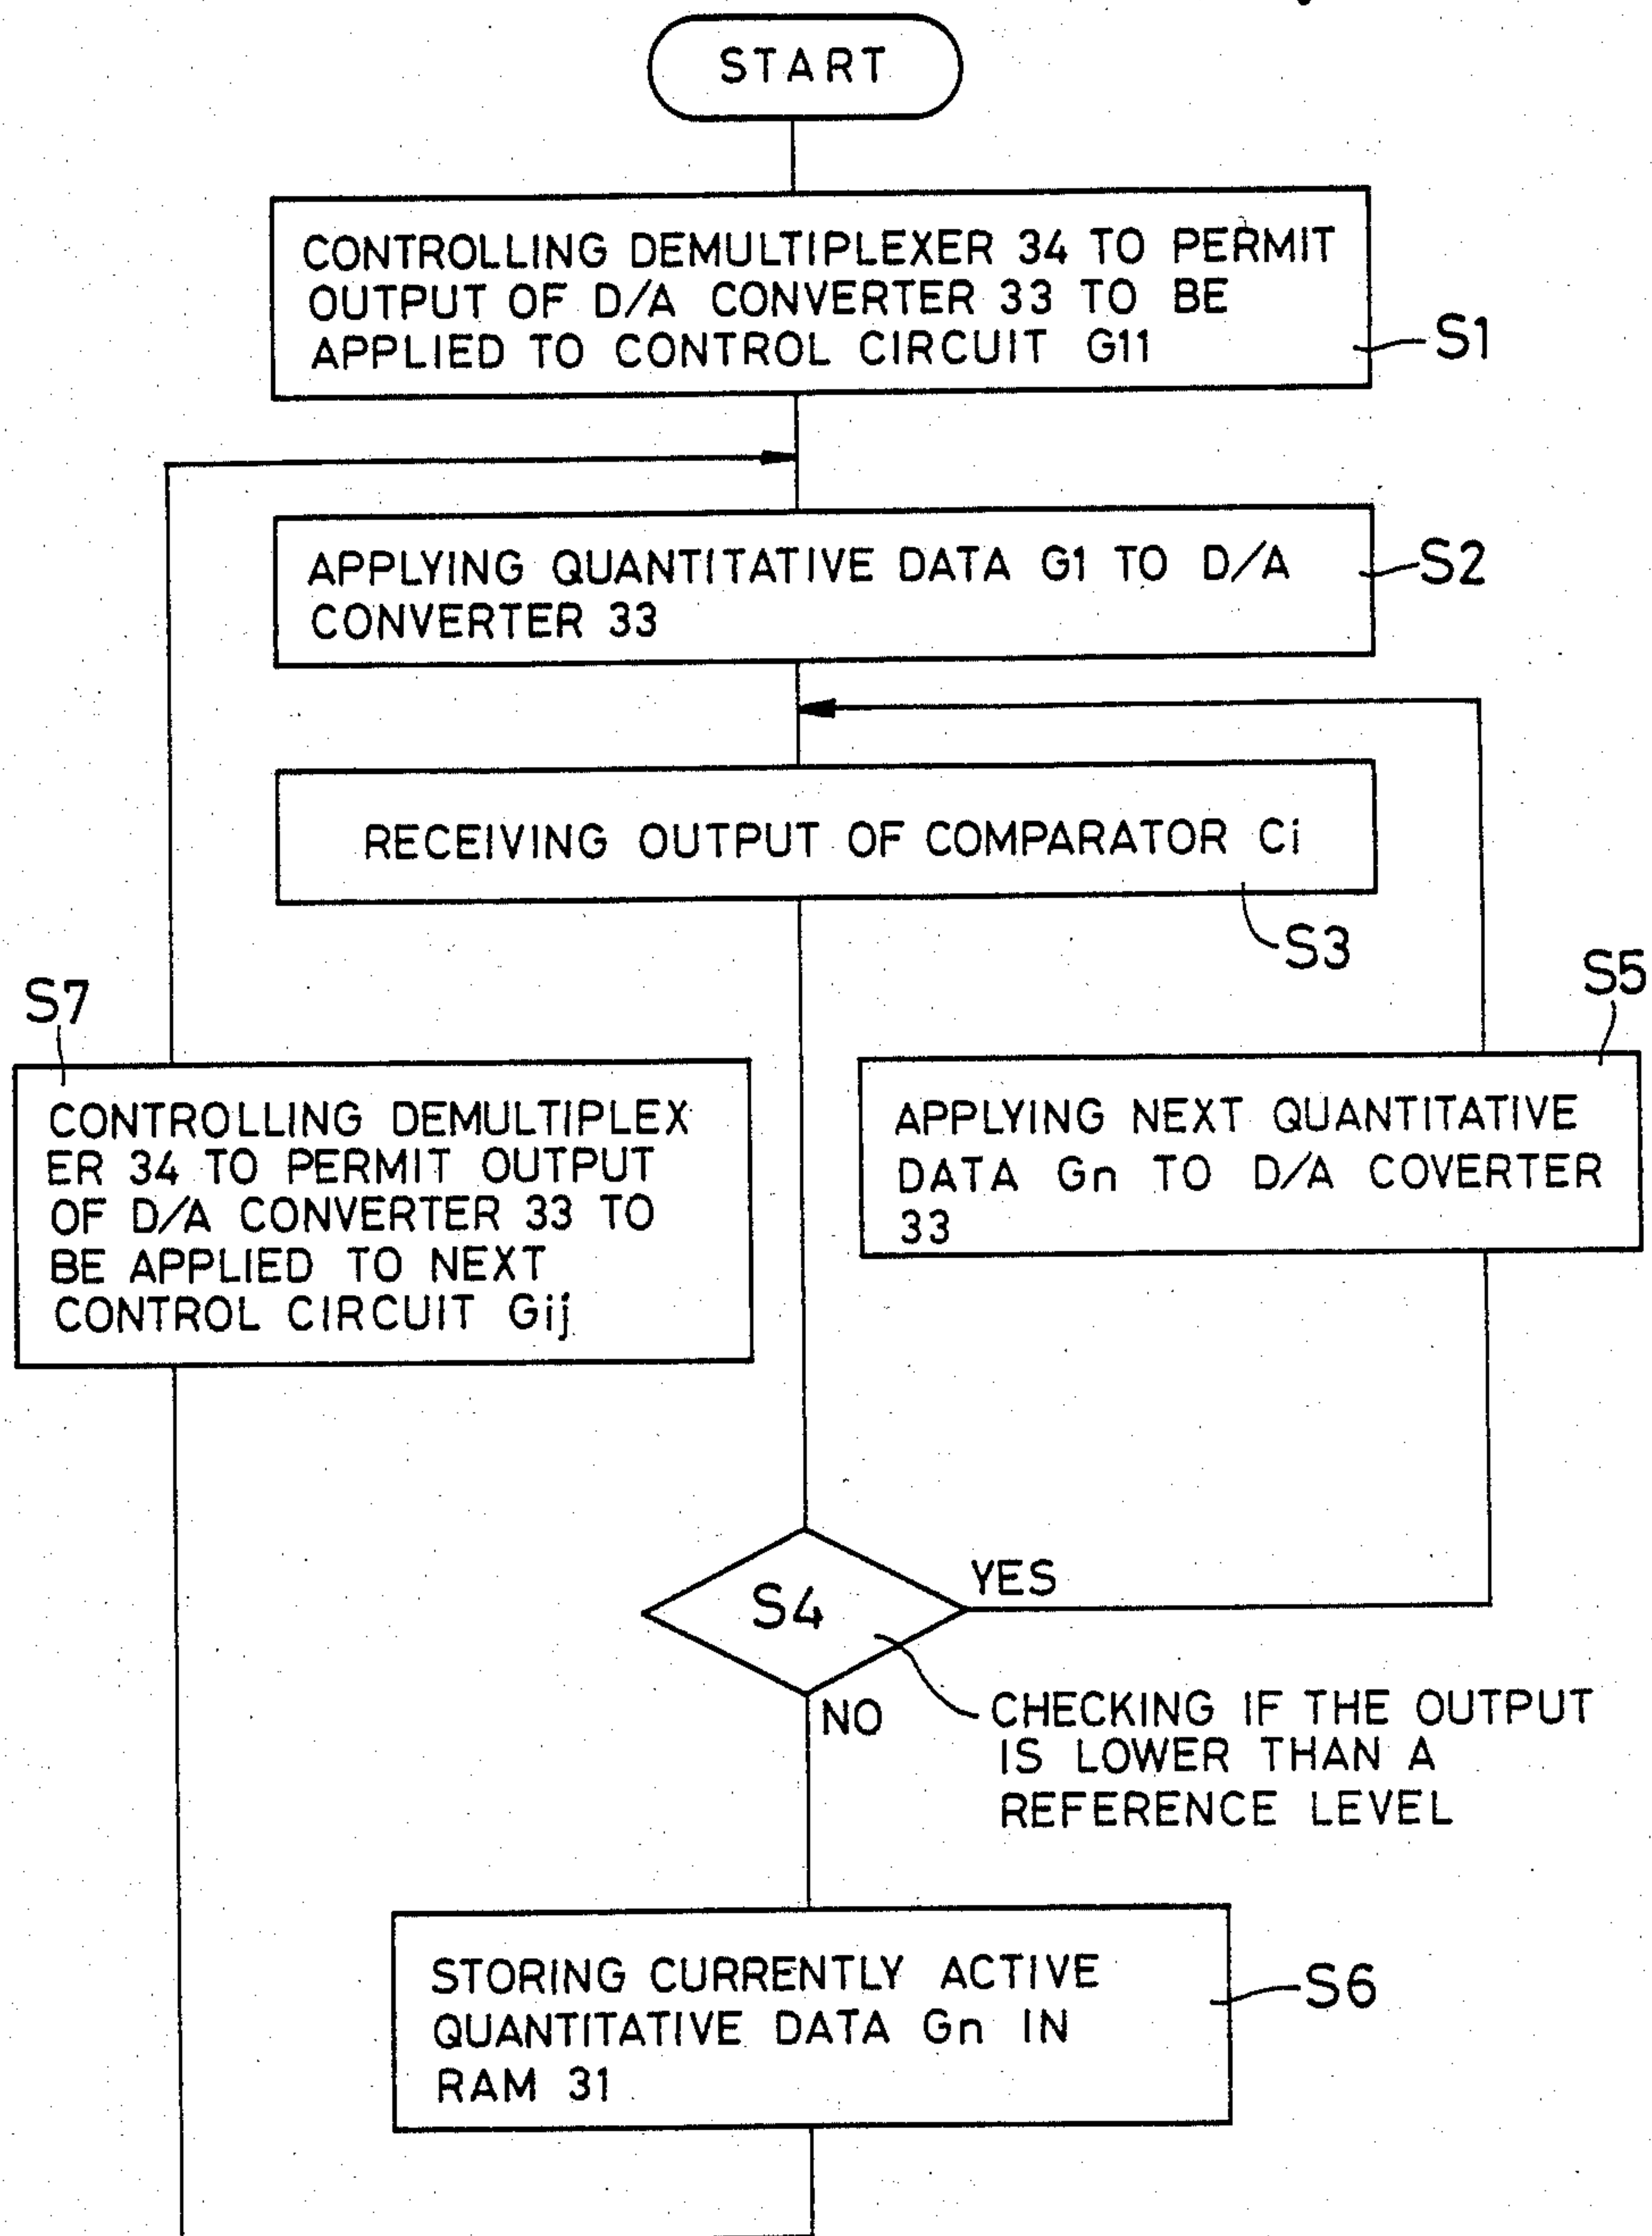 START
CONTROLLING DEMULTIPLEXER 34 TO PERMIT
OUTPUT OF D/A CONVERTER 33 TO BE
APPLIED TO CONTROL CIRCUIT G11
S1
APPLYING QUANTITATIVE DATA G1 TO D/A
CONVERTER 33
S2
RECEIVING OUTPUT OF COMPARATOR Ci
S3
S7
CONTROLLING DEMULTIPLEX
ER 34 TO PERMIT OUTPUT
OF D/A CONVERTER 33 TO
BE APPLIED TO NEXT
CONTROL CIRCUIT Gij
S5
APPLYING NEXT QUANTITATIVE
DATA Gn TO D/A COVERTER
33
S4
YES
NO
CHECKING IF THE OUTPUT
IS LOWER THAN A
REFERENCE LEVEL
STORING CURRENTLY ACTIVE
QUANTITATIVE DATA Gn IN
RAM 31
S6